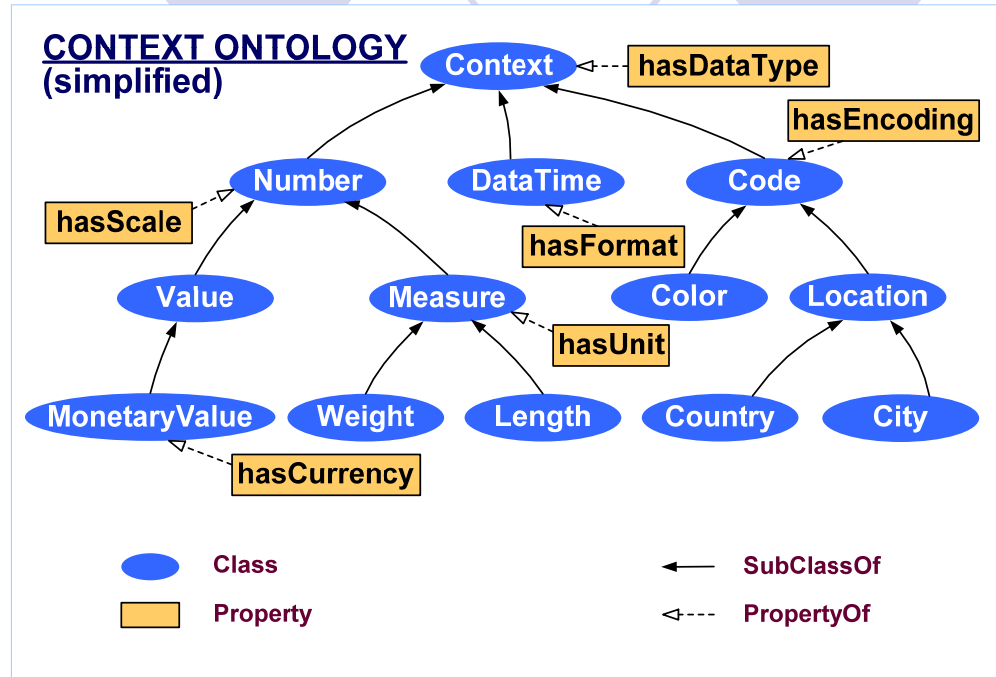 CONTEXT ONTOLOGY
(simplified)
Context
hasDataType
hasEncoding
Number
DataTime
Code
hasScale
hasFormat
Value
Measure
Color
Location
hasUnit
MonetaryValue
Weight
Length
Country
City
hasCurrency
Class
SubClassOf
Property
PropertyOf